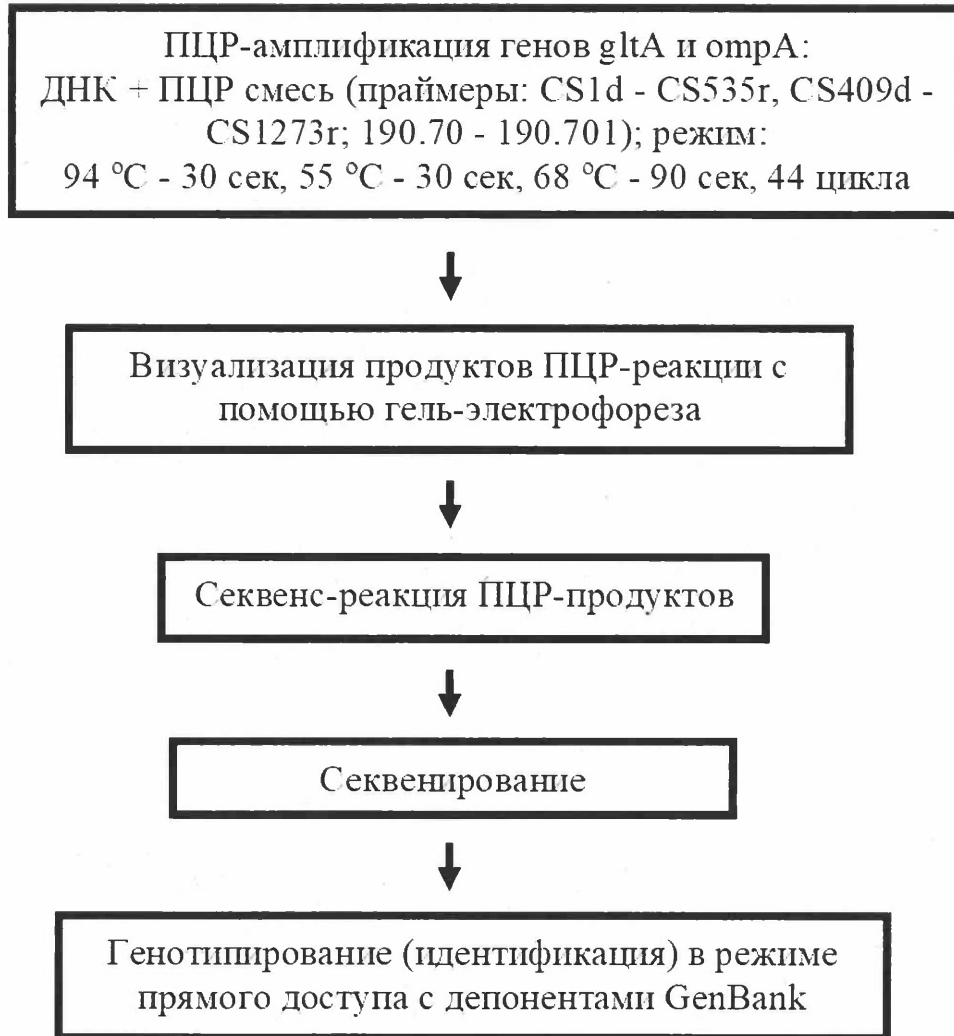 ПЦР-амплификация генов gltA и ompA:
ДНК + ПЦР смесь (праймеры: CS1d - CS535r, CS409d -
CS1273r; 190.70 - 190.701); режим:
94 °C - 30 сек, 55 °C - 30 сек, 68 °C - 90 сек, 44 цикла
Визуализация продуктов ПЦР-реакции с
помощью гель-электрофореза
Секвенс-реакция ПЦР-продуктов
Секвенирование
Генотипирование (идентификация) в режиме
прямого доступа с депонентами GenBank